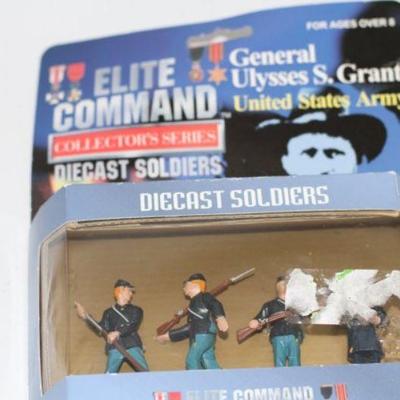 FOR AGES OVER 8
ELITE
COMMAND
COLLECTOR'S SERIES
DIECAST SOLDIERS
General
Ulysses S. Grant
United States Army
DIECAST SOLDIERS
ELITE COMMAND